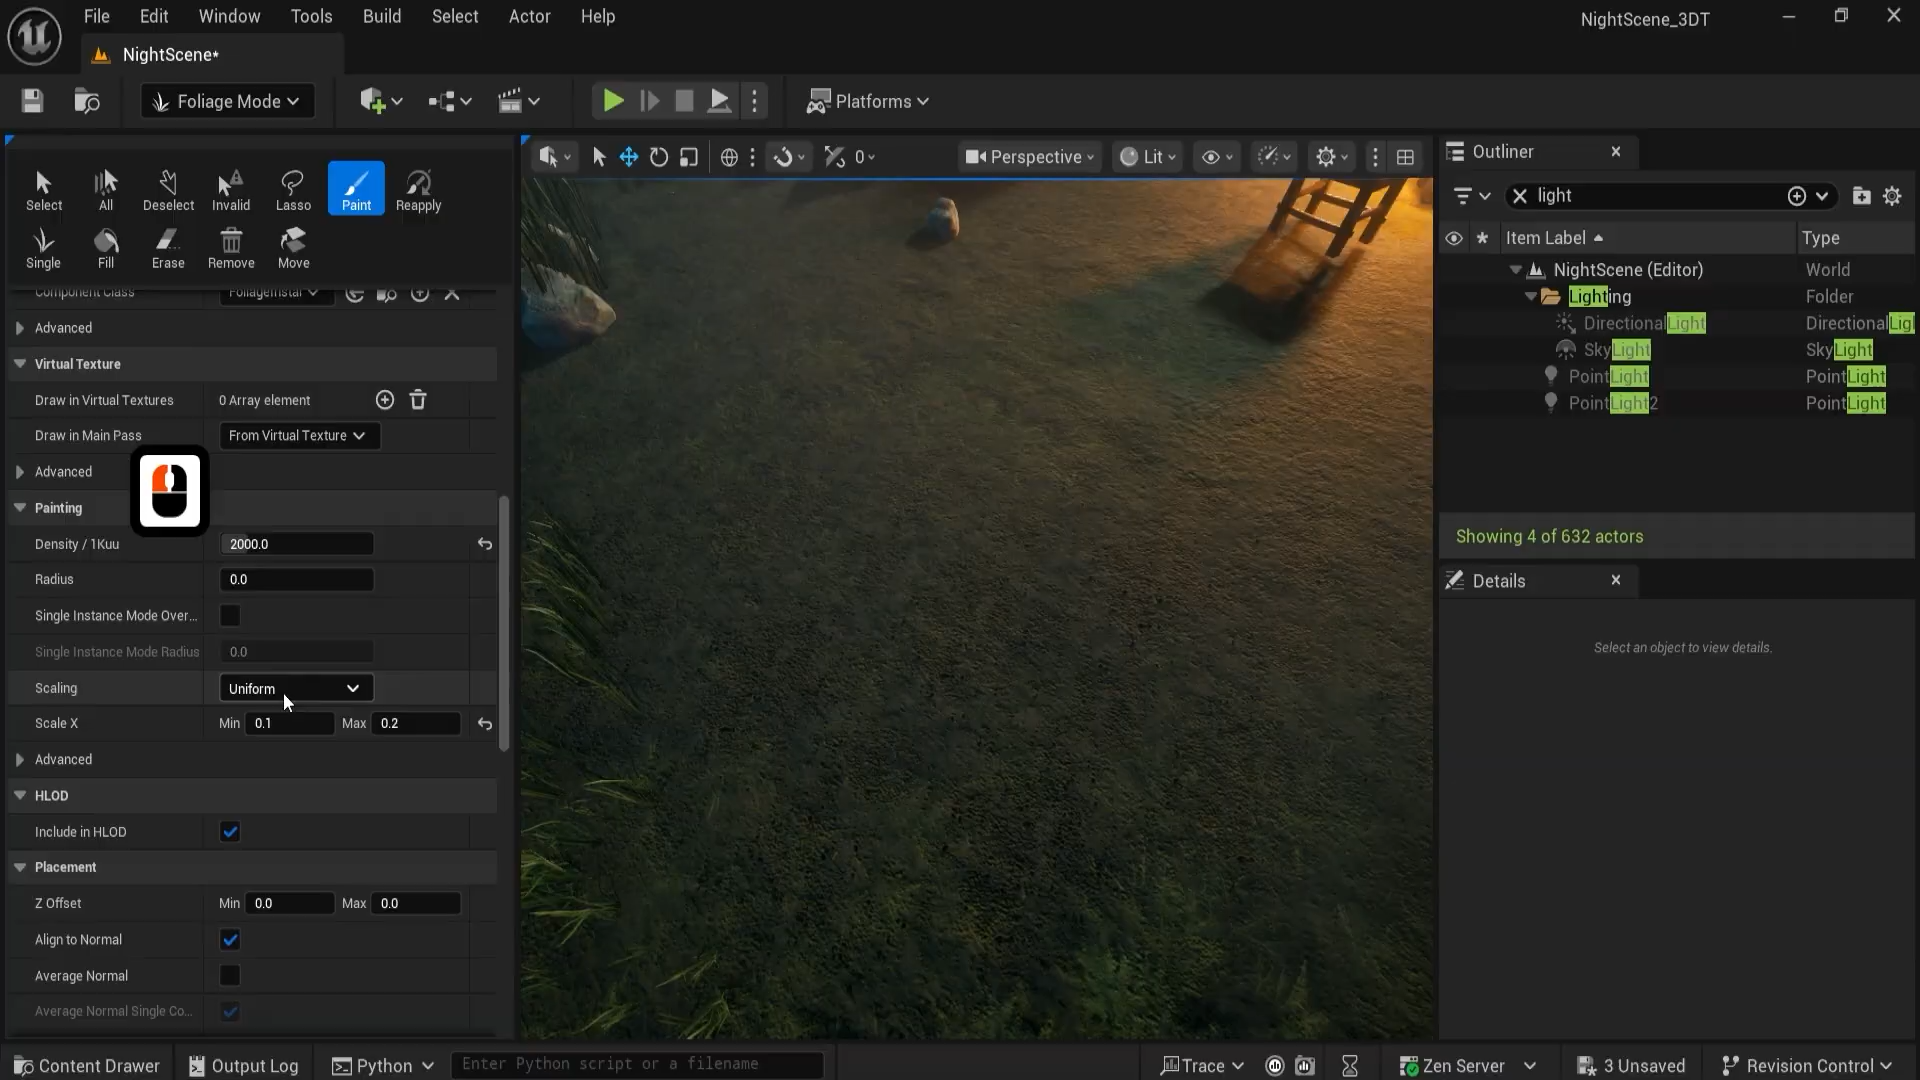 File Edit Window Tools Build Select Actor Help
NightScene_3DT
NightScene*
Foliage Mode
Platforms
Select All Deselect Invalid Lasso Paint Reapply
Single Fill Erase Remove Move
Component Class FoliageInstal
Advanced
Virtual Texture
Draw in Virtual Textures 0 Array element
Draw in Main Pass From Virtual Texture
Advanced
Painting
Density / 1Kuu 2000.0
Radius 0.0
Single Instance Mode Over...
Single Instance Mode Radius 0.0
Scaling Uniform
Scale X Min 0.1 Max 0.2
Advanced
HLOD
Include in HLOD
Placement
Z Offset Min 0.0 Max 0.0
Align to Normal
Average Normal
Average Normal Single Co...
0
Perspective
Lit
Outliner
light
Item Label Type
NightScene (Editor) World
Lighting Folder
DirectionalLight DirectionalLig
SkyLight SkyLight
PointLight PointLight
PointLight2 PointLight
Showing 4 of 632 actors
Details
Select an object to view details.
Content Drawer Output Log Python Enter Python script or a filename Trace Zen Server 3 Unsaved Revision Control